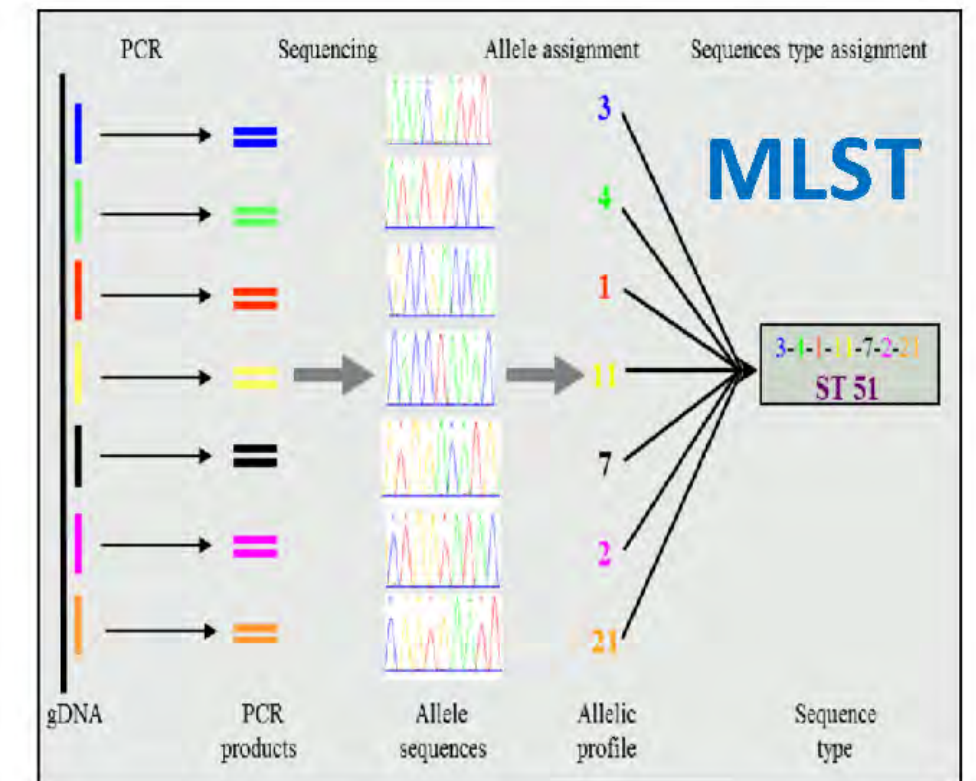 PCR Sequencing Allele assignment Sequences type assignment
MLST
3
4
1
11
7
2
21
3-4-1-11-7-2-21
ST 51
gDNA
PCR
products
Allele
sequences
Allelic
profile
Sequence
type